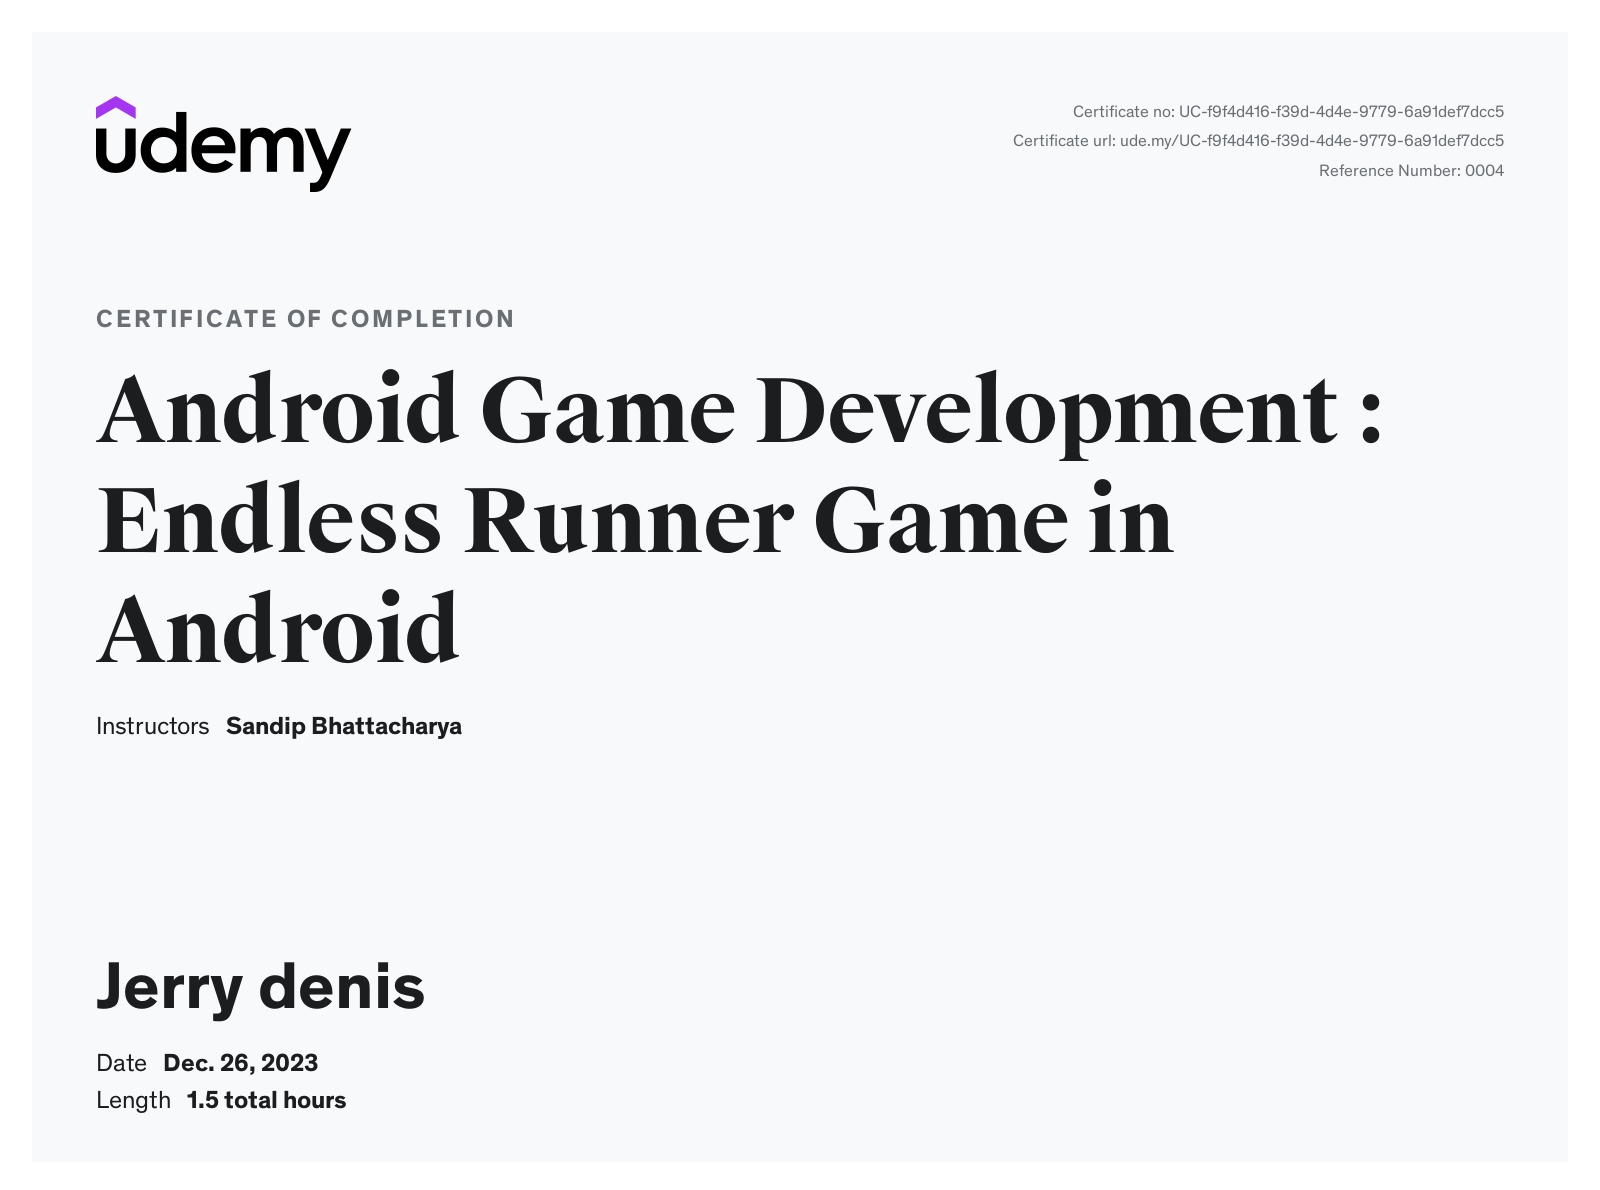 udemy
Certificate no: UC-f9f4d416-f39d-4d4e-9779-6a91def7dcc5
Certificate url: ude.my/UC-f9f4d416-f39d-4d4e-9779-6a91def7dcc5
Reference Number: 0004
CERTIFICATE OF COMPLETION
Android Game Development :
Endless Runner Game in
Android
Instructors Sandip Bhattacharya
Jerry denis
Date Dec. 26, 2023
Length 1.5 total hours